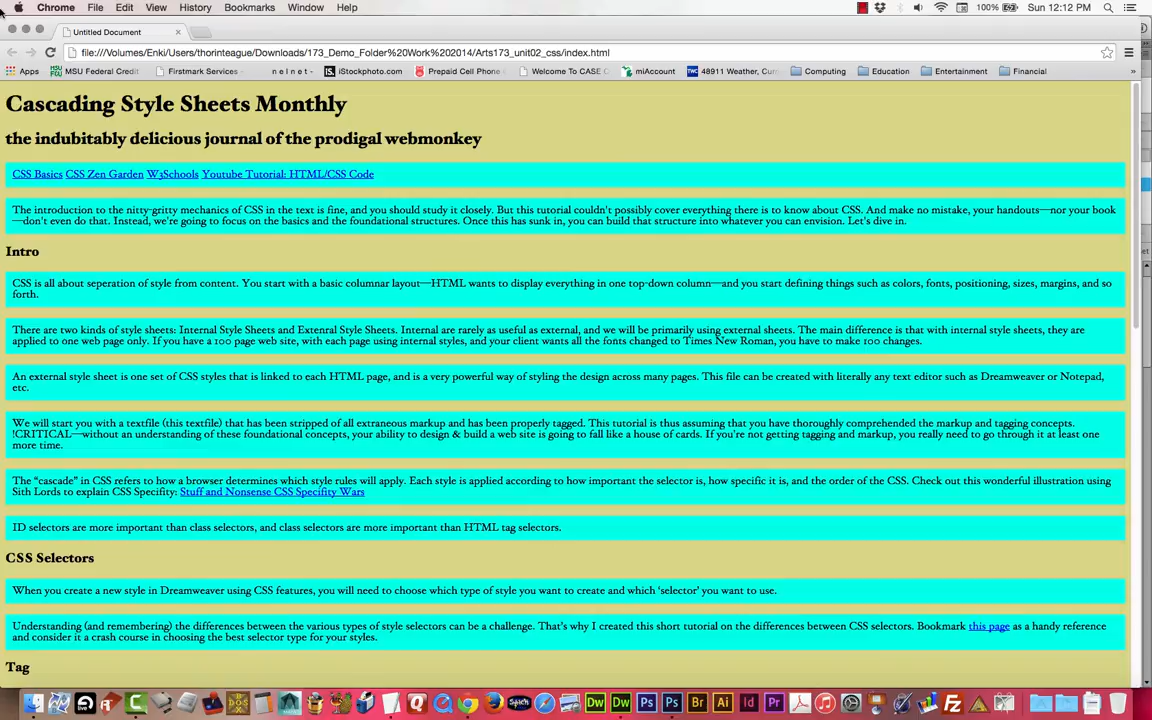 Chrome File Edit View History Bookmarks Window Help 100% Sun 12:12 PM
Untitled Document
file:///Volumes/Enki/Users/thorinteague/Downloads/173_Demo_Folder%20Work%202014/Arts173_unit02_css/index.html
Apps MSU Federal Credit Firstmark Services - n e l n e t - iStockphoto.com Prepaid Cell Phone Welcome To CASE miAccount 48911 Weather, Computing Education Entertainment Financial »
Cascading Style Sheets Monthly
the indubitably delicious journal of the prodigal webmonkey
CSS Basics CSS Zen Garden W3Schools Youtube Tutorial: HTML/CSS Code
The introduction to the nitty-gritty mechanics of CSS in the text is fine, and you should study it closely. But this tutorial couldn't possibly cover everything there is to know about CSS. And make no mistake, your handouts—nor your book
—don't even do that. Instead, we're going to focus on the basics and the foundational structures. Once this has sunk in, you can build that structure into whatever you can envision. Let's dive in.
Intro
CSS is all about seperation of style from content. You start with a basic columnar layout—HTML wants to display everything in one top-down column—and you start defining things such as colors, fonts, positioning, sizes, margins, and so
forth.
There are two kinds of style sheets: Internal Style Sheets and Extenral Style Sheets. Internal are rarely as useful as external, and we will be primarily using external sheets. The main difference is that with internal style sheets, they are
applied to one web page only. If you have a 100 page web site, with each page using internal styles, and your client wants all the fonts changed to Times New Roman, you have to make 100 changes.
An external style sheet is one set of CSS styles that is linked to each HTML page, and is a very powerful way of styling the design across many pages. This file can be created with literally any text editor such as Dreamweaver or Notepad,
etc.
We will start you with a textfile (this textfile) that has been stripped of all extraneous markup and has been properly tagged. This tutorial is thus assuming that you have thoroughly comprehended the markup and tagging concepts.
!CRITICAL—without an understanding of these foundational concepts, your ability to design & build a web site is going to fall like a house of cards. If you're not getting tagging and markup, you really need to go through it at least one
more time.
The “cascade” in CSS refers to how a browser determines which style rules will apply. Each style is applied according to how important the selector is, how specific it is, and the order of the CSS. Check out this wonderful illustration using
Sith Lords to explain CSS Specifity: Stuff and Nonsense CSS Specifity Wars
ID selectors are more important than class selectors, and class selectors are more important than HTML tag selectors.
CSS Selectors
When you create a new style in Dreamweaver using CSS features, you will need to choose which type of style you want to create and which 'selector' you want to use.
Understanding (and remembering) the differences between the various types of style selectors can be a challenge. That's why I created this short tutorial on the differences between CSS selectors. Bookmark this page as a handy reference
and consider it a crash course in choosing the best selector type for your styles.
Tag